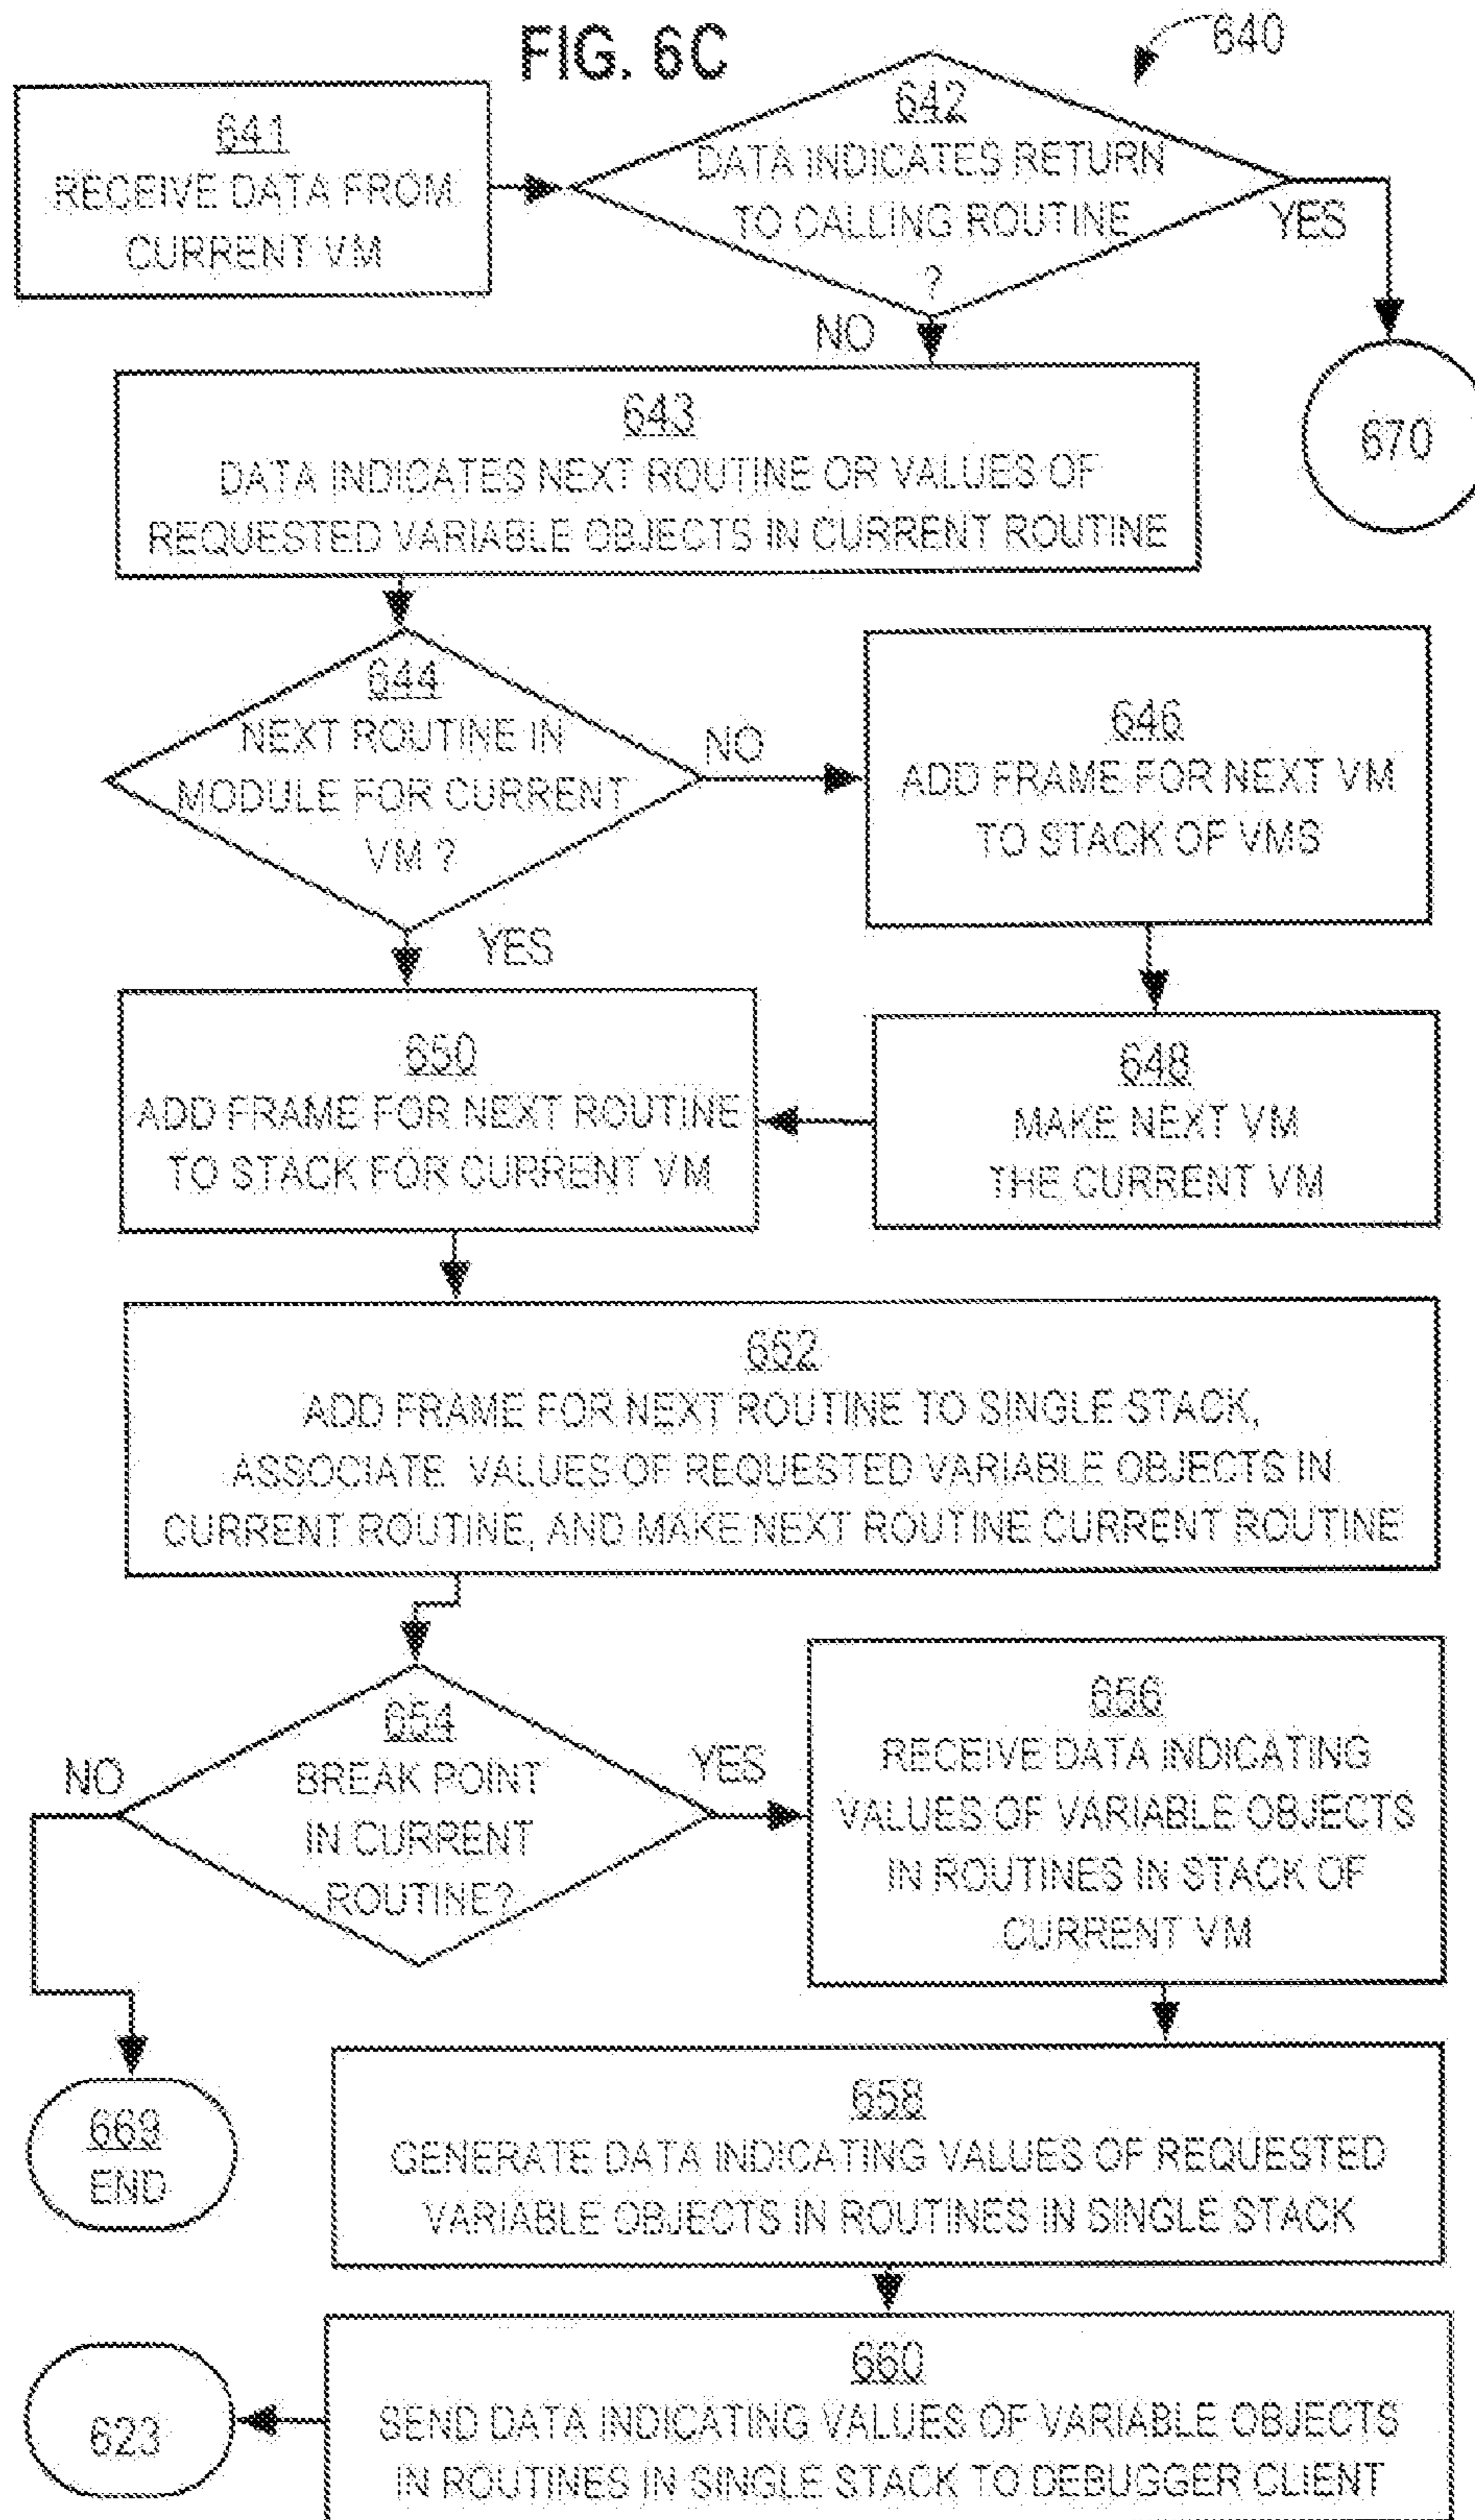 FIG. 6C
640
641
RECEIVE DATA FROM
CURRENT VM
642
DATA INDICATES RETURN
TO CALLING ROUTINE
?
YES
NO
670
643
DATA INDICATES NEXT ROUTINE OR VALUES OF
REQUESTED VARIABLE OBJECTS IN CURRENT ROUTINE
644
NEXT ROUTINE IN
MODULE FOR CURRENT
VM ?
NO
YES
646
ADD FRAME FOR NEXT VM
TO STACK OF VMS
648
MAKE NEXT VM
THE CURRENT VM
650
ADD FRAME FOR NEXT ROUTINE
TO STACK FOR CURRENT VM
652
ADD FRAME FOR NEXT ROUTINE TO SINGLE STACK,
ASSOCIATE VALUES OF REQUESTED VARIABLE OBJECTS IN
CURRENT ROUTINE, AND MAKE NEXT ROUTINE CURRENT ROUTINE
654
BREAK POINT
IN CURRENT
ROUTINE?
NO
YES
656
RECEIVE DATA INDICATING
VALUES OF VARIABLE OBJECTS
IN ROUTINES IN STACK OF
CURRENT VM
669
END
658
GENERATE DATA INDICATING VALUES OF REQUESTED
VARIABLE OBJECTS IN ROUTINES IN SINGLE STACK
660
SEND DATA INDICATING VALUES OF VARIABLE OBJECTS
IN ROUTINES IN SINGLE STACK TO DEBUGGER CLIENT
623